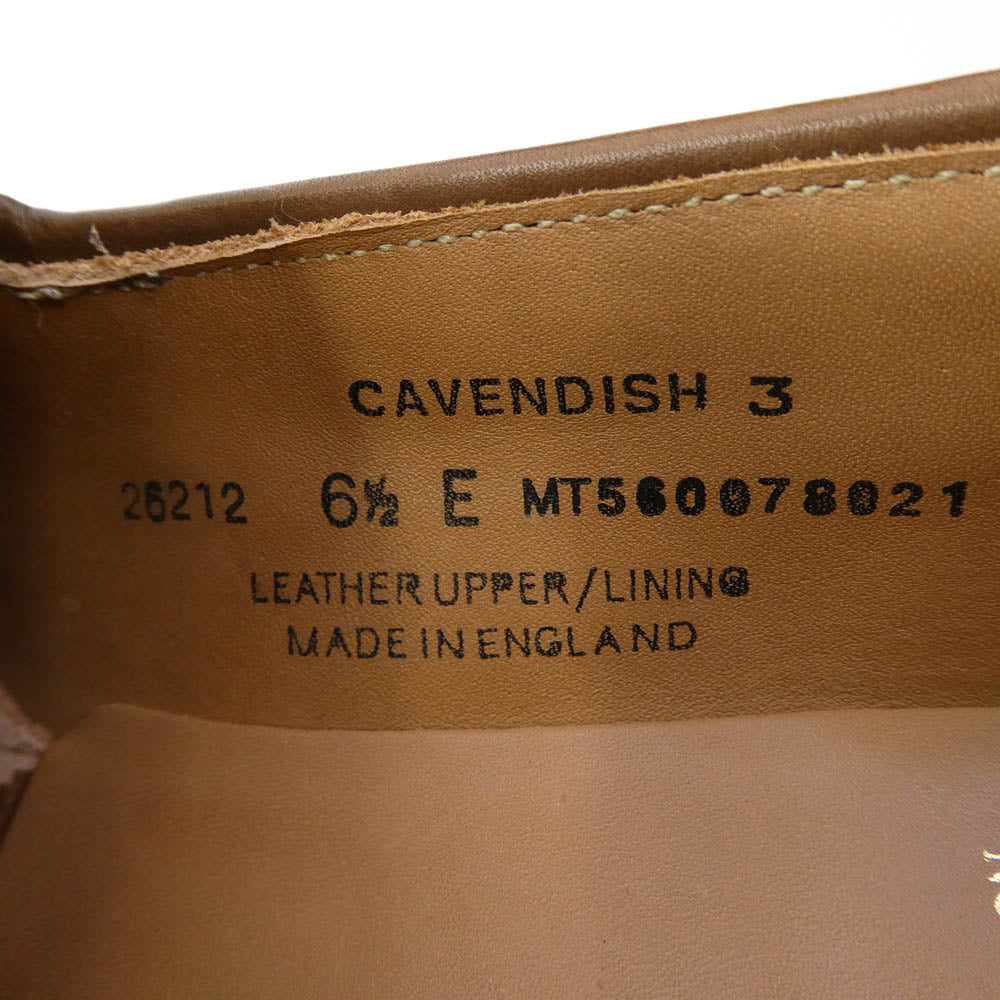 CAVENDISH 3
26212 6½ E MT560078021
LEATHER UPPER/LINING
MADE IN ENGLAND